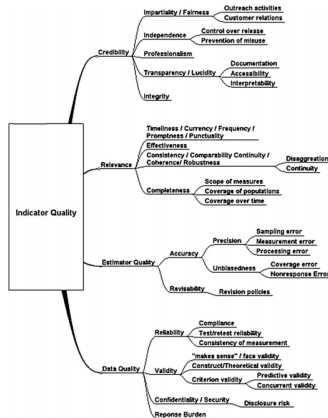 Indicator Quality
Credibility
Impartiality / Fairness
Outreach activities
Customer relations
Independence
Control over release
Prevention of misuse
Professionalism
Transparency / Lucidity
Documentation
Accessibility
Interpretability
Integrity
Relevance
Timeliness / Currency / Frequency /
Promptness / Punctuality
Effectiveness
Consistency / Comparability Continuity /
Coherence/ Robustness
Disaggreation
Continuity
Completeness
Scope of measures
Coverage of populations
Coverage over time
Estimator Quality
Accuracy
Precision
Sampling error
Measurement error
Processing error
Unbiasedness
Coverage error
Nonresponse Error
Revisability
Revision policies
Data Quality
Reliability
Compliance
Test/retest reliability
Consistency of measurement
Validity
"makes sense" / face validity
Construct/Theoretical validity
Criterion validity
Predictive validity
Concurrent validity
Confidentiality / Security
Disclosure risk
Reponse Burden